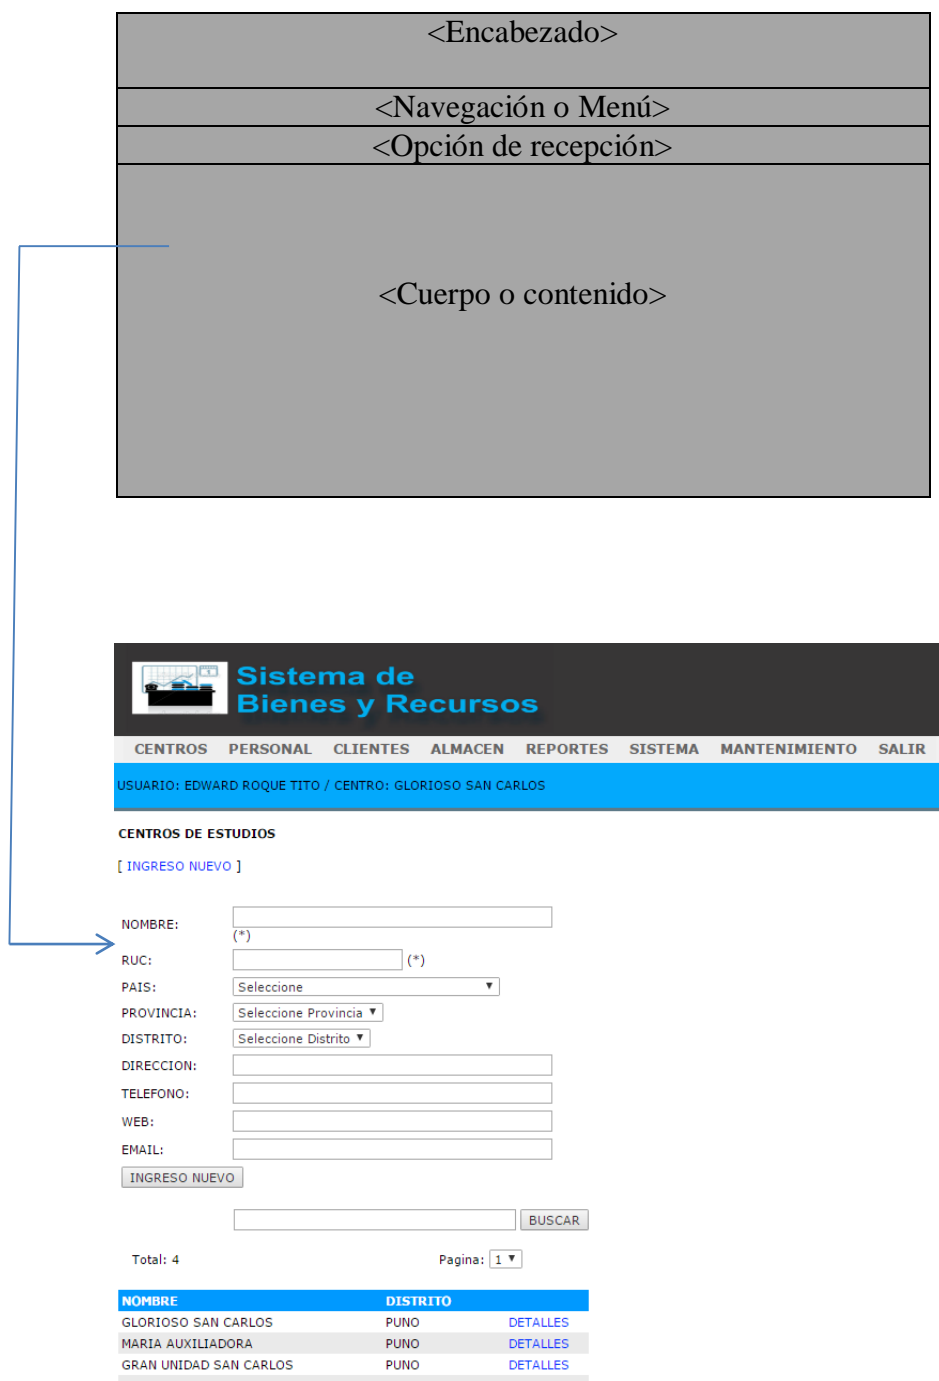 <Encabezado>
<Navegación o Menú>
<Opción de recepción>
<Cuerpo o contenido>
Sistema de
Bienes y Recursos
CENTROS PERSONAL CLIENTES ALMACEN REPORTES SISTEMA MANTENIMIENTO SALIR
USUARIO: EDWARD ROQUE TITO / CENTRO: GLORIOSO SAN CARLOS
CENTROS DE ESTUDIOS
[ INGRESO NUEVO ]
NOMBRE:
(*)
RUC: (*)
PAIS: Seleccione
PROVINCIA: Seleccione Provincia
DISTRITO: Seleccione Distrito
DIRECCION:
TELEFONO:
WEB:
EMAIL:
INGRESO NUEVO
BUSCAR
Total: 4 Pagina: 1
NOMBRE DISTRITO
GLORIOSO SAN CARLOS PUNO DETALLES
MARIA AUXILIADORA PUNO DETALLES
GRAN UNIDAD SAN CARLOS PUNO DETALLES